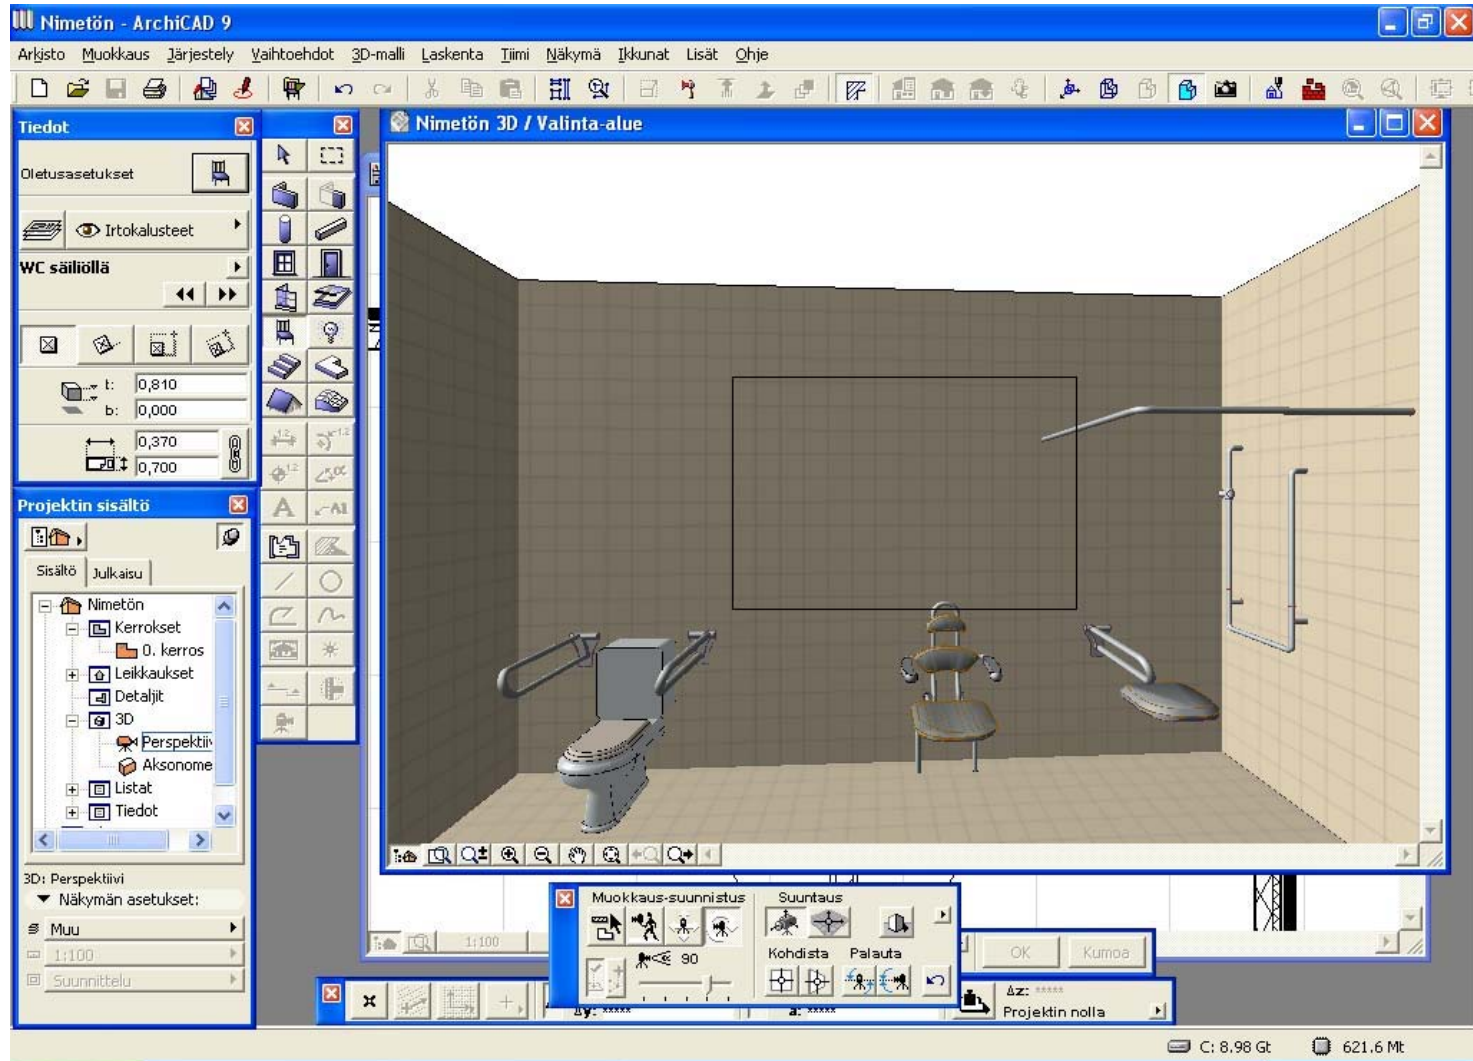 Nimetön - ArchiCAD 9
Arkisto Muokkaus Järjestely Vaihtoehdot 3D-malli Laskenta Tiimi Näkymä Ikkunat Lisät Ohje
Tiedot
Oletusasetukset
Irtokalusteet
WC säiliöllä
t: 0,810
b: 0,000
0,370
0,700
Projektin sisältö
Sisältö Julkaisu
Nimetön
Kerrokset
0. kerros
Leikkaukset
Detaljit
3D
Perspektiiv
Aksonome
Listat
Tiedot
3D: Perspektiivi
Näkymän asetukset:
Muu
1:100
Suunnittelu
Nimetön 3D / Valinta-alue
1:100
Muokkaus-suunnistus Suuntaus
90
Kohdista Palauta
OK Kumoa
Δy: ***** a: *****
Δz: *****
Projektin nolla
C: 8.98 Gt 621.6 Mt